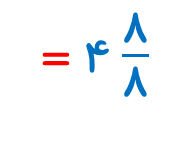 = ۴ ۸/۸